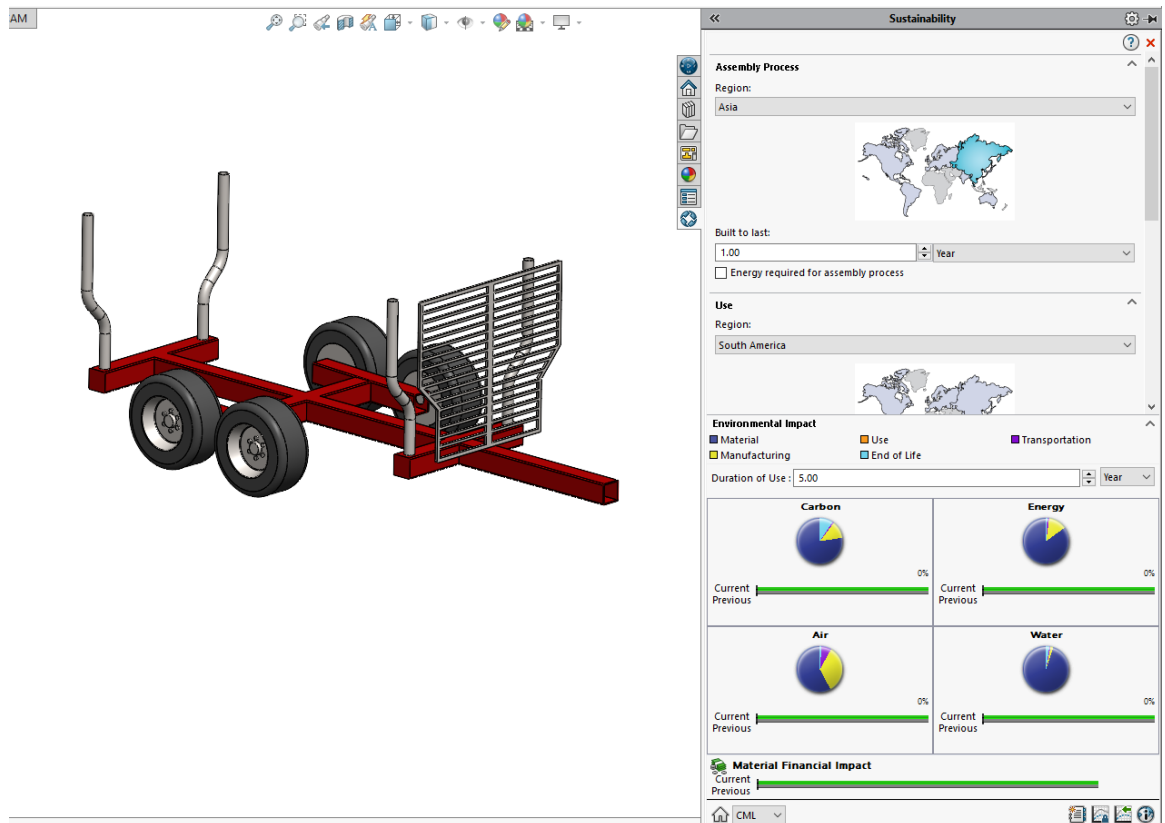 AM
Sustainability
Assembly Process
Region:
Asia
Built to last:
1.00 Year
Energy required for assembly process
Use
Region:
South America
Environmental Impact
Material Use Transportation
Manufacturing End of Life
Duration of Use : 5.00 Year
Carbon Energy
0% 0%
Current Current
Previous Previous
Air Water
0% 0%
Current Current
Previous Previous
Material Financial Impact
Current
Previous
CML